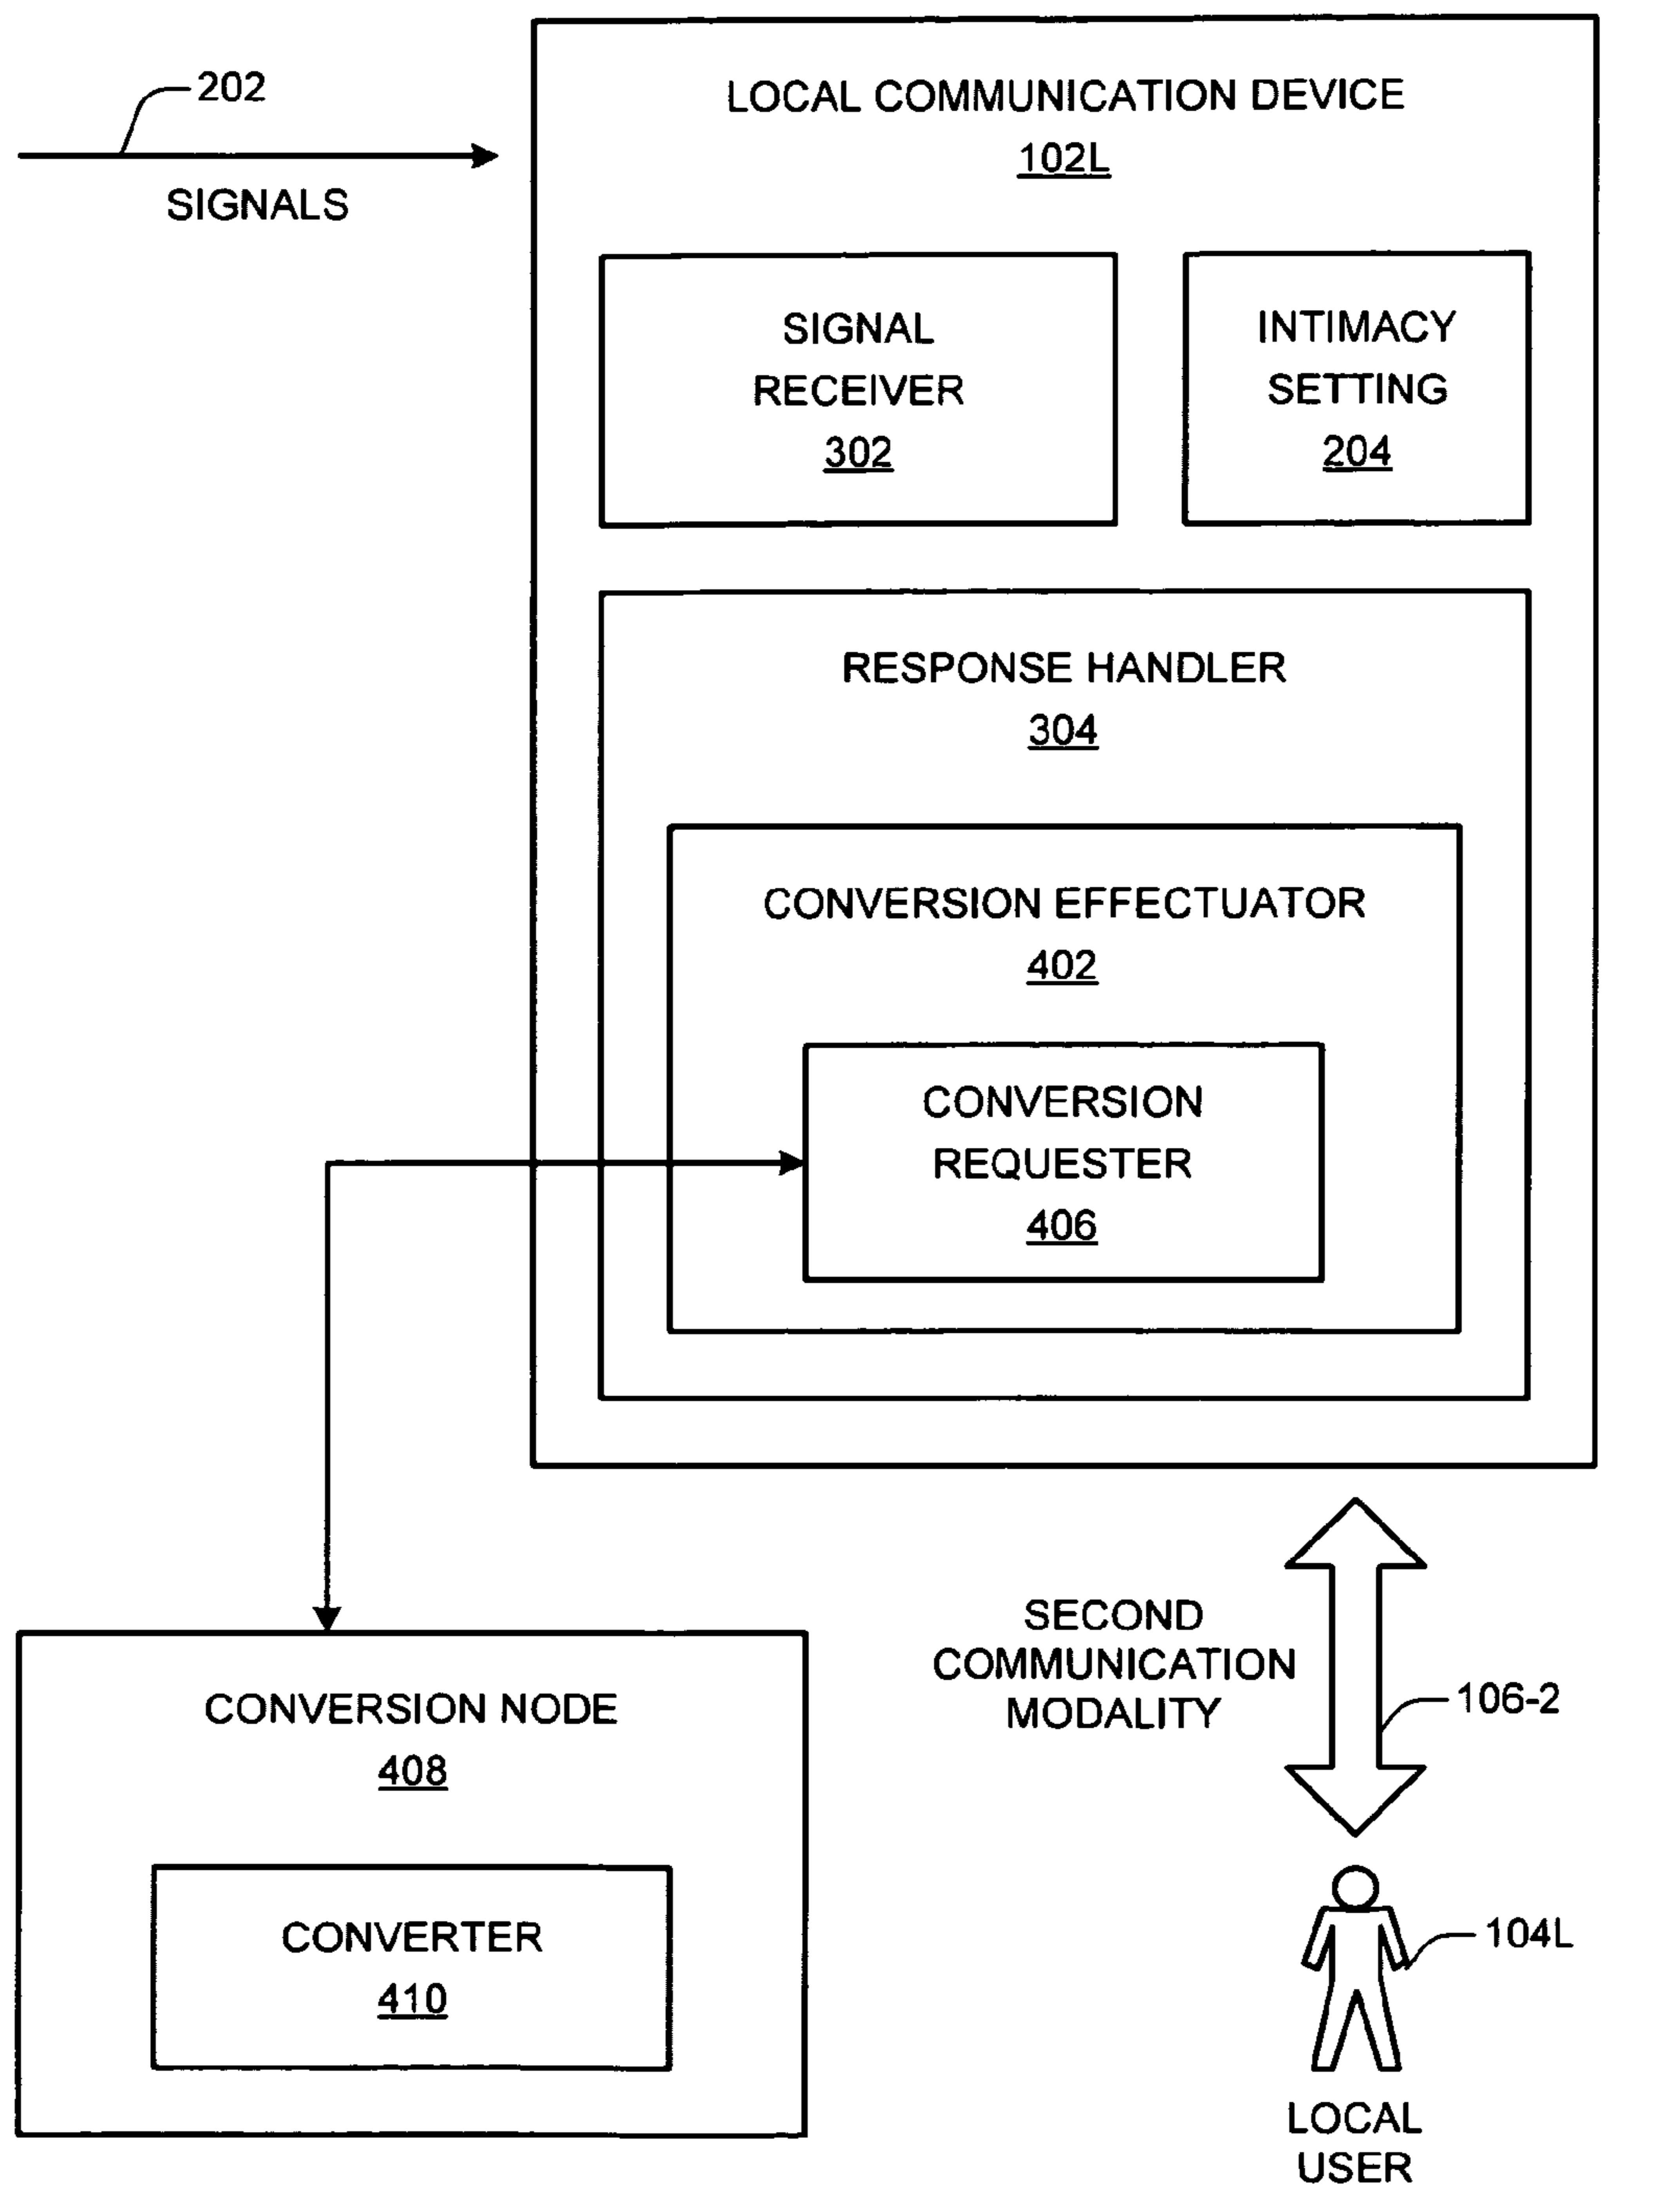 202
SIGNALS
LOCAL COMMUNICATION DEVICE
102L
SIGNAL
RECEIVER
302
INTIMACY
SETTING
204
RESPONSE HANDLER
304
CONVERSION EFFECTUATOR
402
CONVERSION
REQUESTER
406
SECOND
COMMUNICATION
MODALITY
106-2
CONVERSION NODE
408
CONVERTER
410
104L
LOCAL
USER